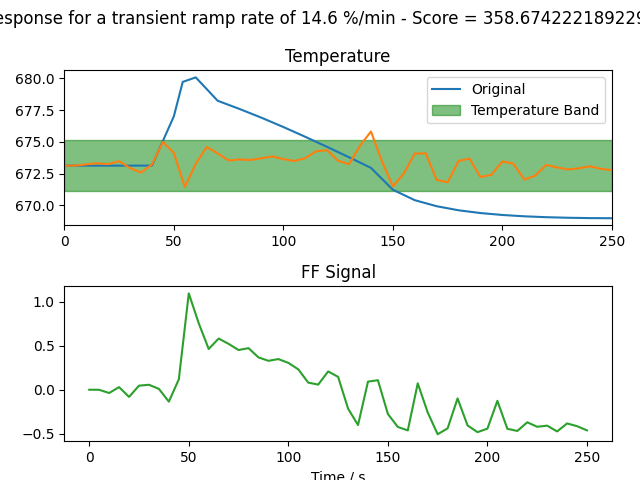 esponse for a transient ramp rate of 14.6 %/min - Score = 358.674222189229
Temperature
680.0
677.5
675.0
672.5
670.0
Original
Temperature Band
0 50 100 150 200 250
FF Signal
1.0
0.5
0.0
−0.5
0 50 100 150 200 250
Time / s